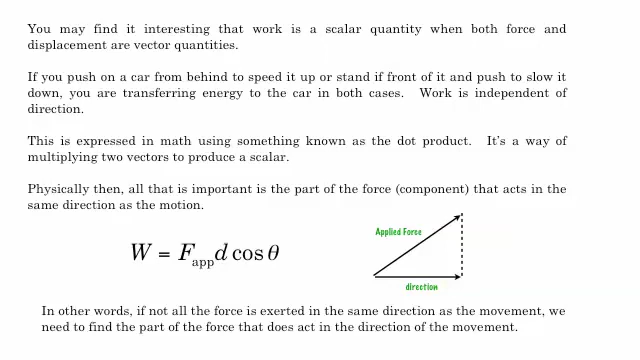 You may find it interesting that work is a scalar quantity when both force and
displacement are vector quantities.
If you push on a car from behind to speed it up or stand if front of it and push to slow it
down, you are transferring energy to the car in both cases. Work is independent of
direction.
This is expressed in math using something known as the dot product. It's a way of
multiplying two vectors to produce a scalar.
Physically then, all that is important is the part of the force (component) that acts in the
same direction as the motion.
Applied Force
W = F_app d cos θ
direction
In other words, if not all the force is exerted in the same direction as the movement, we
need to find the part of the force that does act in the direction of the movement.